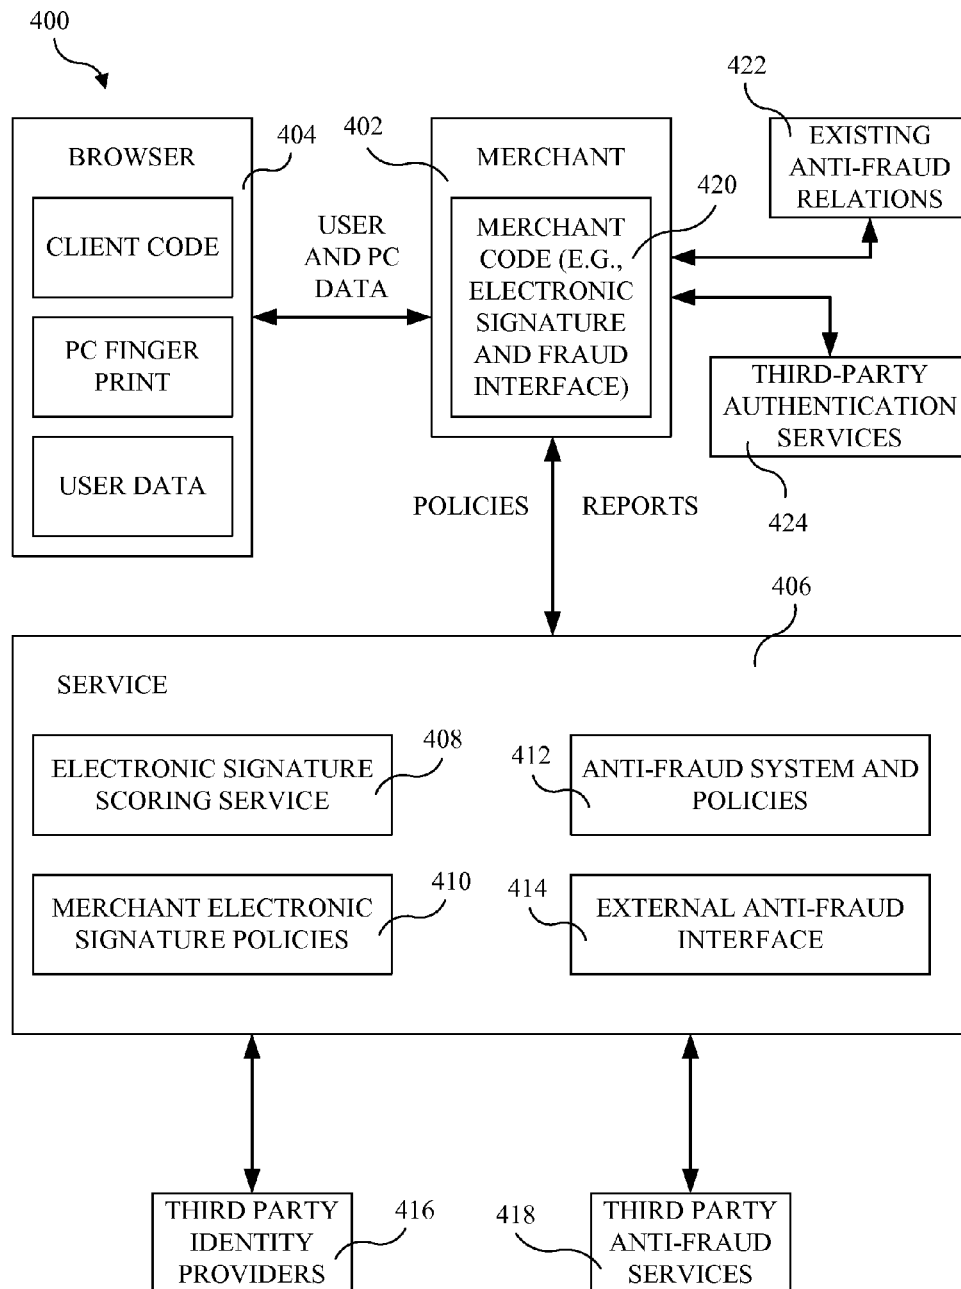 400
BROWSER
404
CLIENT CODE
PC FINGER
PRINT
USER DATA
USER
AND PC
DATA
402
MERCHANT
420
MERCHANT
CODE (E.G.,
ELECTRONIC
SIGNATURE
AND FRAUD
INTERFACE)
422
EXISTING
ANTI-FRAUD
RELATIONS
THIRD-PARTY
AUTHENTICATION
SERVICES
424
POLICIES
REPORTS
406
SERVICE
408
ELECTRONIC SIGNATURE
SCORING SERVICE
412
ANTI-FRAUD SYSTEM AND
POLICIES
410
MERCHANT ELECTRONIC
SIGNATURE POLICIES
414
EXTERNAL ANTI-FRAUD
INTERFACE
THIRD PARTY
IDENTITY
PROVIDERS
416
418
THIRD PARTY
ANTI-FRAUD
SERVICES